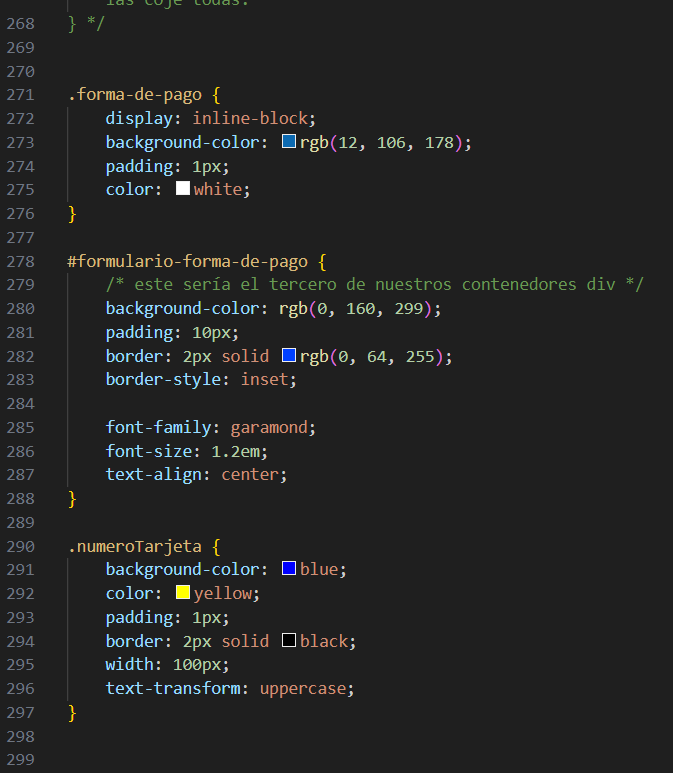 las coje todas.
268 } */
269
270
271 .forma-de-pago {
272 display: inline-block;
273 background-color: rgb(12, 106, 178);
274 padding: 1px;
275 color: white;
276 }
277
278 #formulario-forma-de-pago {
279 /* este sería el tercero de nuestros contenedores div */
280 background-color: rgb(0, 160, 299);
281 padding: 10px;
282 border: 2px solid rgb(0, 64, 255);
283 border-style: inset;
284
285 font-family: garamond;
286 font-size: 1.2em;
287 text-align: center;
288 }
289
290 .numeroTarjeta {
291 background-color: blue;
292 color: yellow;
293 padding: 1px;
294 border: 2px solid black;
295 width: 100px;
296 text-transform: uppercase;
297 }
298
299